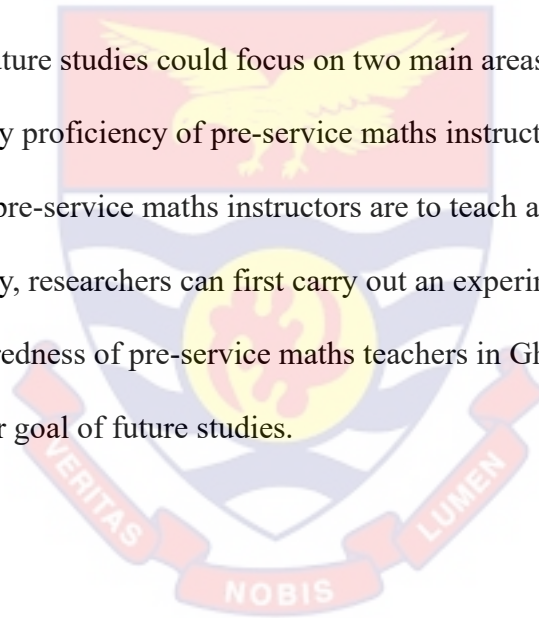 ture studies could focus on two main areas
y proficiency of pre-service maths instruct
pre-service maths instructors are to teach a
y, researchers can first carry out an experin
redness of pre-service maths teachers in Gh
r goal of future studies.
VERITAS
NOBIS
LUMEN